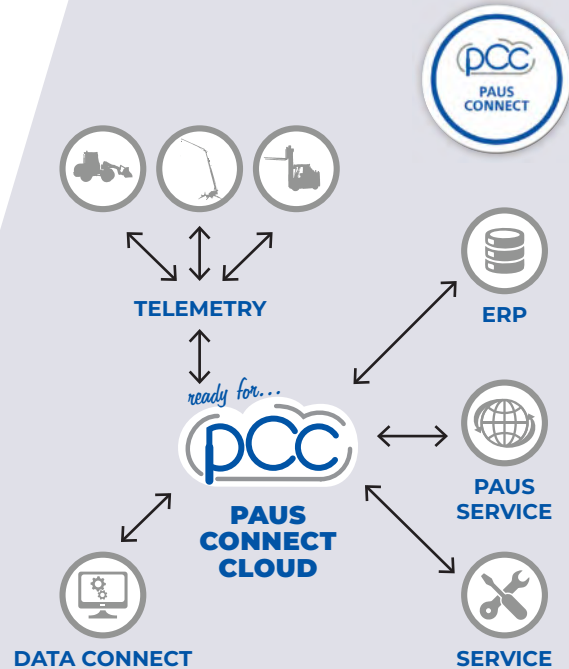 pcc
PAUS
CONNECT
TELEMETRY
ERP
ready for...
pcc
PAUS
CONNECT
CLOUD
PAUS
SERVICE
DATA CONNECT
SERVICE